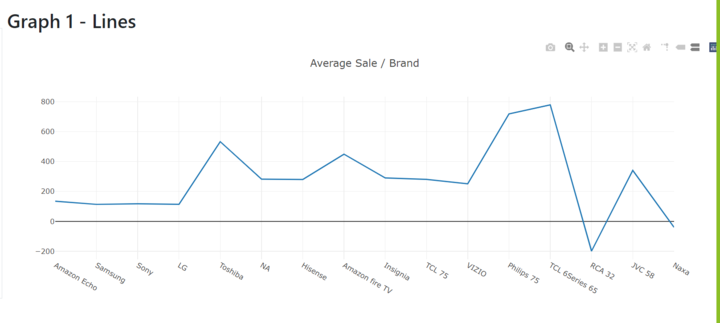 Graph 1 - Lines
Average Sale / Brand
800
600
400
200
0
−200
Amazon Echo
Samsung
Sony
LG
Toshiba
NA
Hisense
Amazon fire TV
Insignia
TCL 75
VIZIO
Philips 75
TCL 6Series 65
RCA 32
JVC 58
Naxa